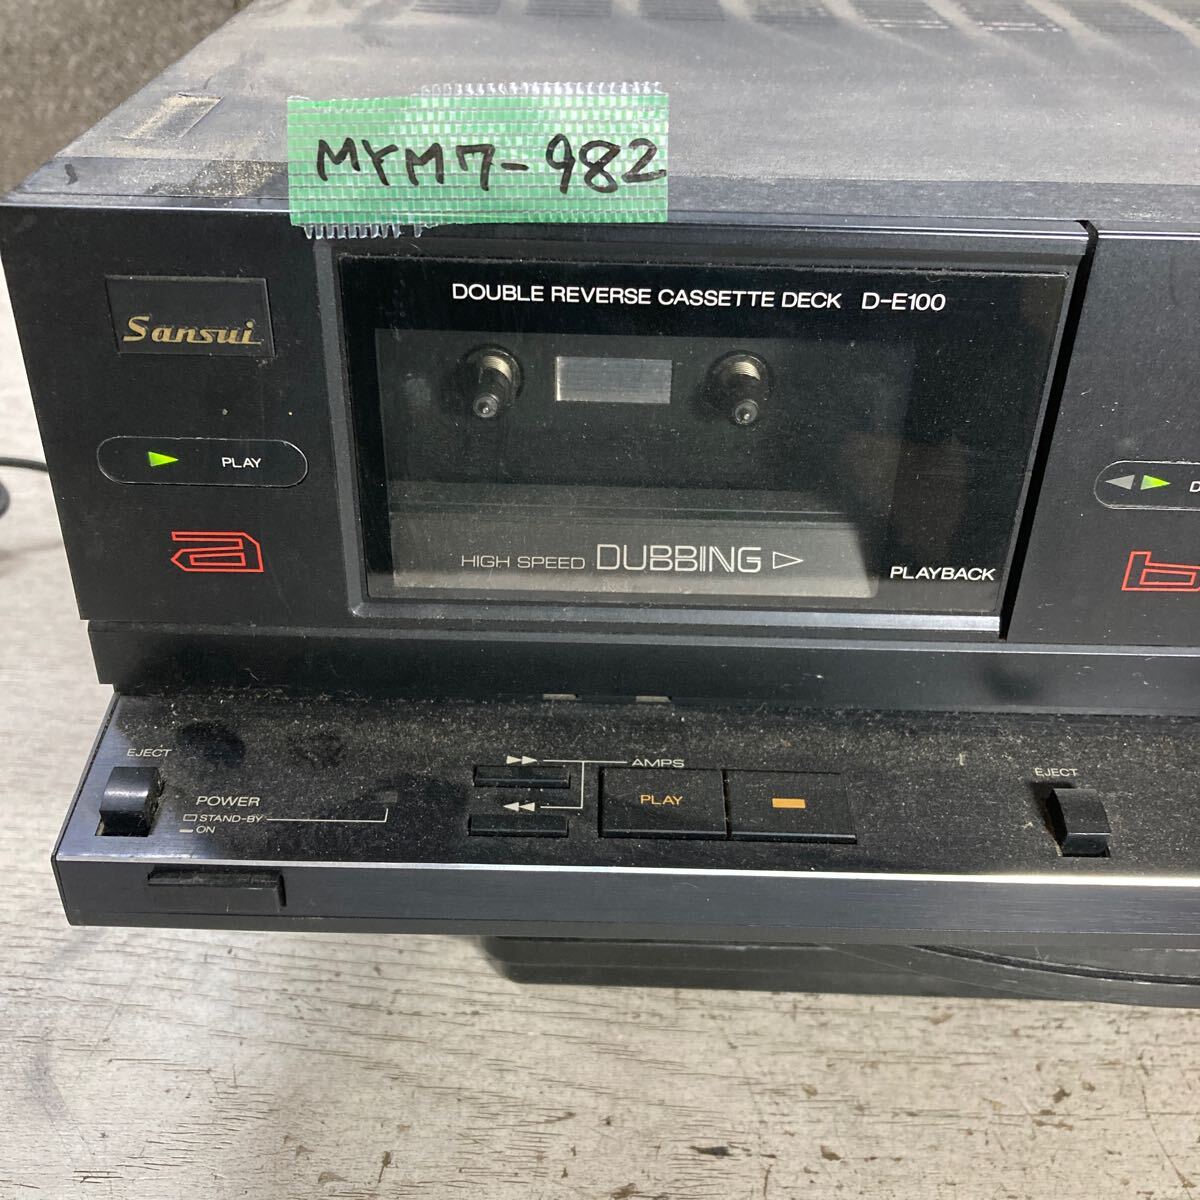 MYM7-982
DOUBLE REVERSE CASSETTE DECK D-E100
Sansui
PLAY
a
HIGH SPEED DUBBING
PLAYBACK
D
b
EJECT
POWER
STAND-BY
ON
AMPS
PLAY
EJECT